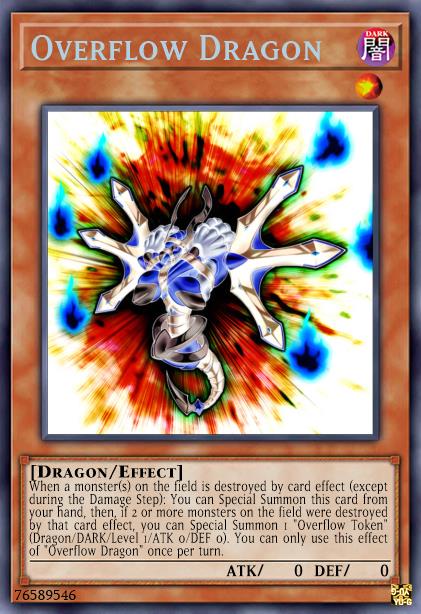 OVERFLOW DRAGON
DARK
闇
[DRAGON/EFFECT]
When a monster(s) on the field is destroyed by card effect (except
during the Damage Step): You can Special Summon this card from
your hand, then, if 2 or more monsters on the field were destroyed
by that card effect, you can Special Summon 1 "Overflow Token"
(Dragon/DARK/Level 1/ATK 0/DEF 0). You can only use this effect
of "Overflow Dragon" once per turn.
ATK/ 0 DEF/ 0
76589546